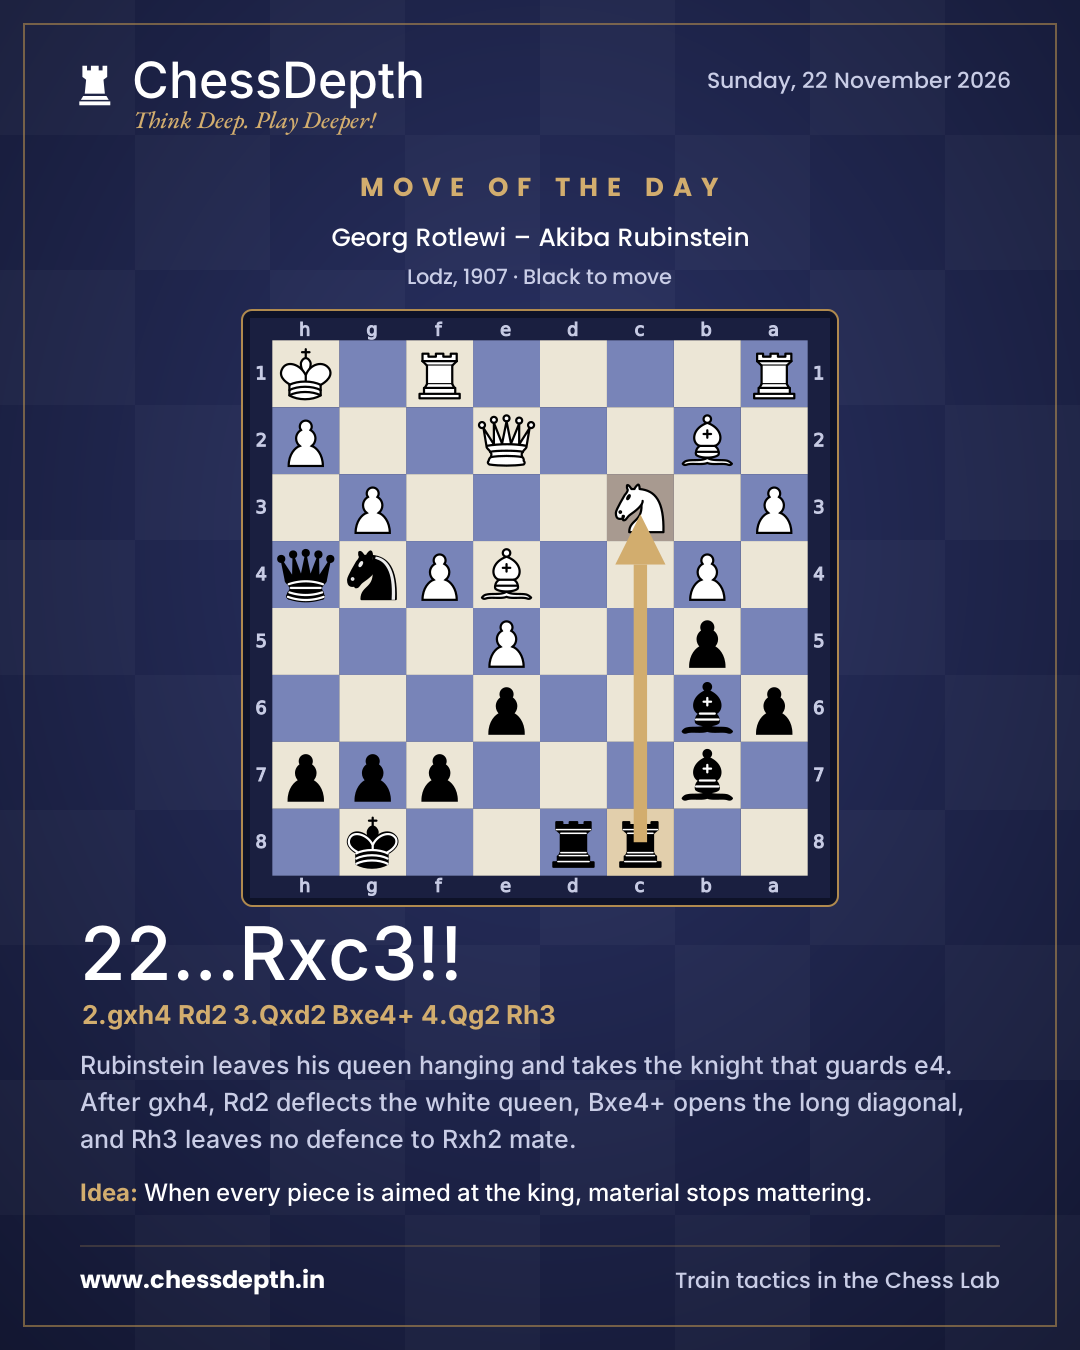 ChessDepth
Think Deep. Play Deeper!
Sunday, 22 November 2026
MOVE OF THE DAY
Georg Rotlewi – Akiba Rubinstein
Lodz, 1907 · Black to move
h g f e d c b a
1 1
2 2
3 3
4 4
5 5
6 6
7 7
8 8
h g f e d c b a
22...Rxc3!!
2.gxh4 Rd2 3.Qxd2 Bxe4+ 4.Qg2 Rh3
Rubinstein leaves his queen hanging and takes the knight that guards e4.
After gxh4, Rd2 deflects the white queen, Bxe4+ opens the long diagonal,
and Rh3 leaves no defence to Rxh2 mate.
Idea: When every piece is aimed at the king, material stops mattering.
www.chessdepth.in
Train tactics in the Chess Lab